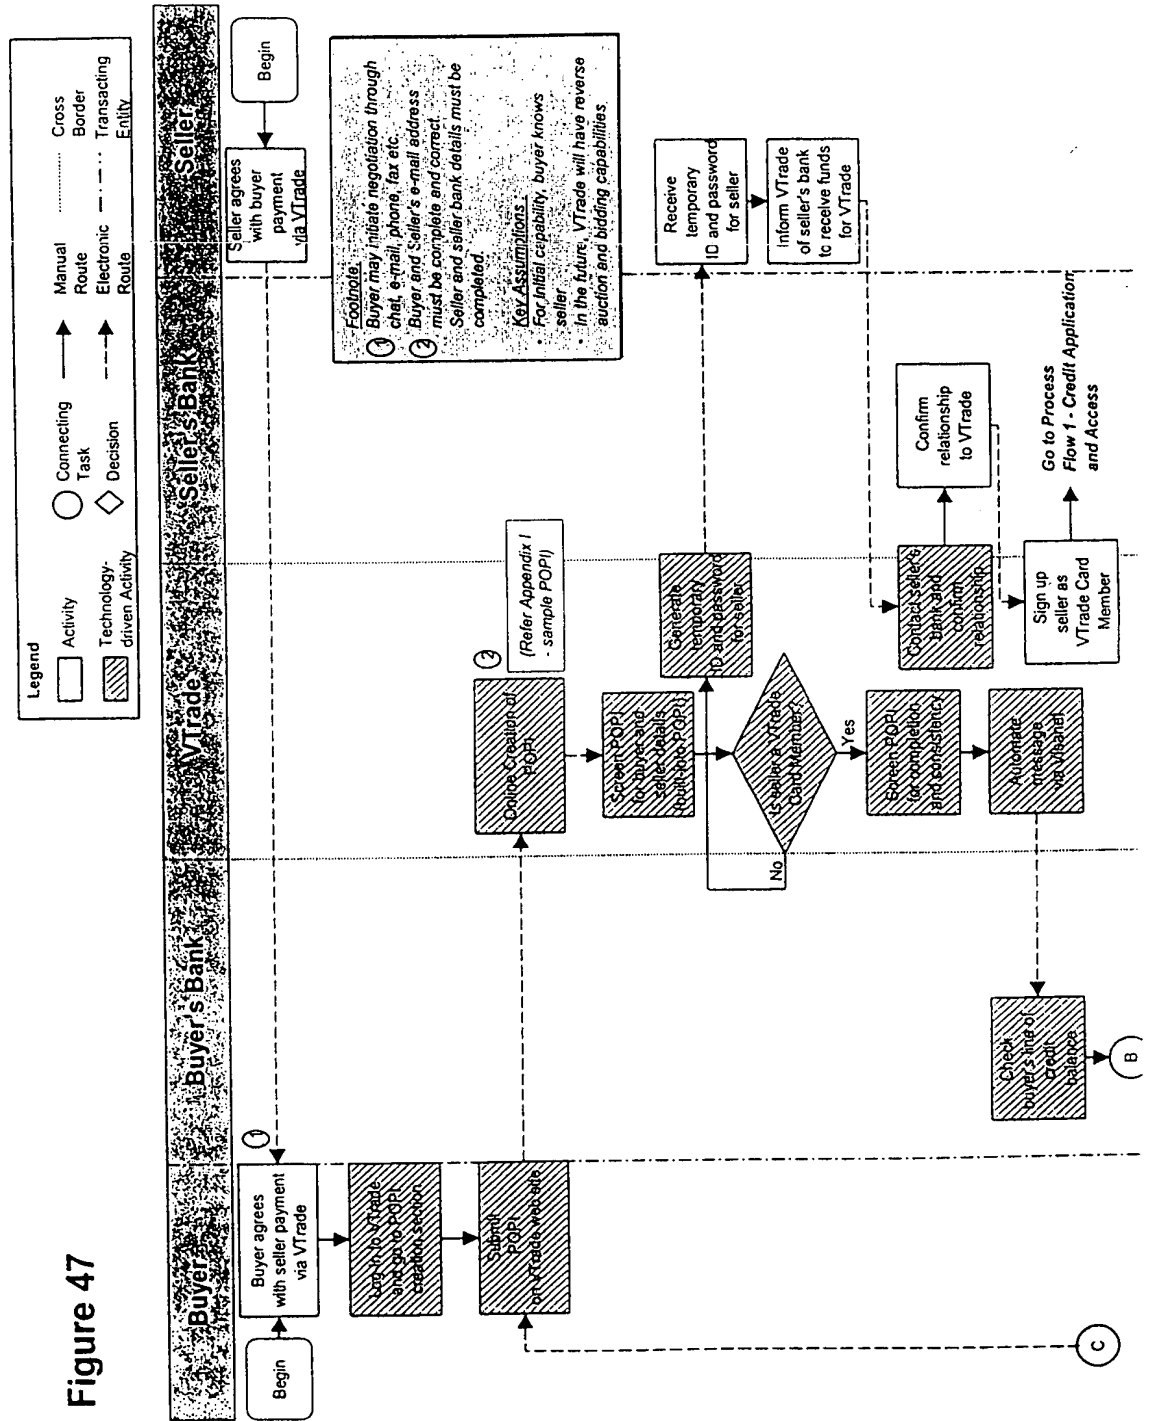 Figure 47
Legend
Activity
Technology-
driven Activity
Connecting
Task
Decision
Manual
Route
Electronic
Route
Cross
Border
Transacting
Entity
Buyer
Buyer's Bank
VTrade
Seller's Bank
Seller
Begin
Buyer agrees
with seller payment
via VTrade
1
Log in to VTrade
and go to POPI
creation section
Submit
POPI
on VTrade web site
C
Begin
Seller agrees
with buyer
payment
via VTrade
Footnote:
1 Buyer may initiate negotiation through
chat, e-mail, phone, fax etc.
2 Buyer and Seller's e-mail address
must be complete and correct.
Seller and seller bank details must be
completed.
Key Assumptions:
• For Initial capability, buyer knows
seller
• In the future, VTrade will have reverse
auction and bidding capabilities
2
Online Creation of
POPI
(Refer Appendix I
- sample POPI)
Screen POPI
for buyer and
seller details
(built-into POPI)
Is seller a VTrade
Card Member?
No
Yes
Generate
temporary
ID and password
for seller
Receive
temporary
ID and password
for seller
Inform VTrade
of seller's bank
to receive funds
for VTrade
Screen POPI
for completion
and consistency
Contact seller's
bank and
confirm
relationship
Confirm
relationship
to VTrade
Automate
message
via Visanet
Sign up
seller as
VTrade Card
Member
Go to Process
Flow 1 - Credit Application
and Access
Check
buyer's line of
credit
balance
B